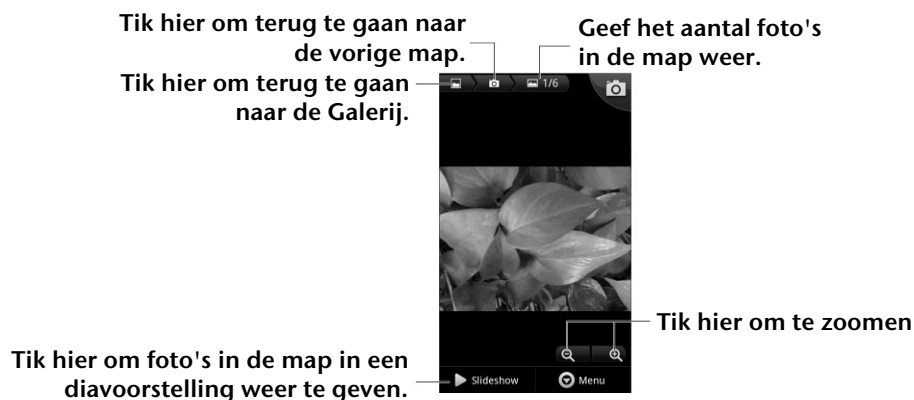 Tik hier om terug te gaan naar
de vorige map.
Tik hier om terug te gaan
naar de Galerij.
Geef het aantal foto's
in de map weer.
1/6
Tik hier om te zoomen
Tik hier om foto's in de map in een
diavoorstelling weer te geven.
Slideshow
Menu